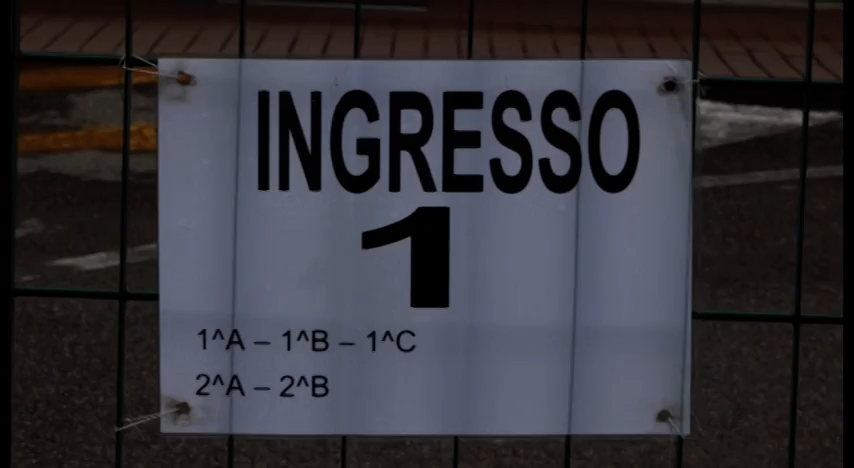 INGRESSO
1
1^A – 1^B – 1^C
2^A – 2^B